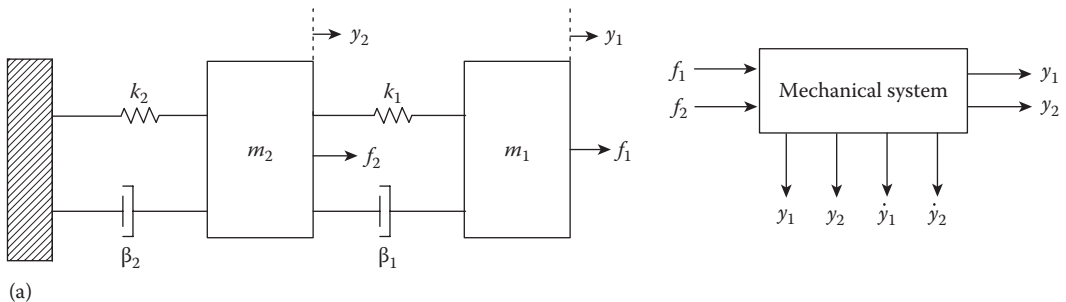 y₂
y₁
k₂
k₁
m₂
f₂
m₁
f₁
β₂
β₁
(a)
f₁
f₂
Mechanical system
y₁
y₂
y₁ y₂ ẏ₁ ẏ₂